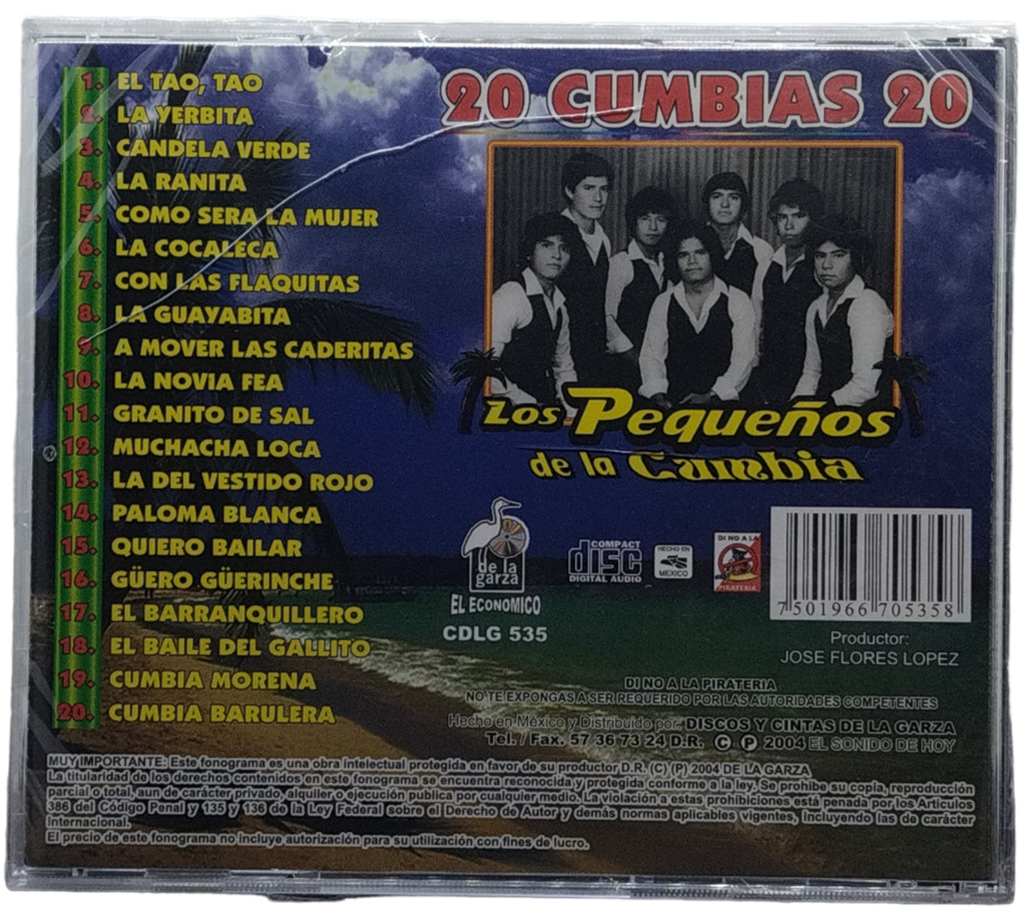 20 CUMBIAS 20
1. EL TAO, TAO
2. LA YERBITA
3. CANDELA VERDE
4. LA RANITA
5. COMO SERA LA MUJER
6. LA COCALECA
7. CON LAS FLAQUITAS
8. LA GUAYABITA
9. A MOVER LAS CADERITAS
10. LA NOVIA FEA
11. GRANITO DE SAL
12. MUCHACHA LOCA
13. LA DEL VESTIDO ROJO
14. PALOMA BLANCA
15. QUIERO BAILAR
16. GÜERO GÜERINCHE
17. EL BARRANQUILLERO
18. EL BAILE DEL GALLITO
19. CUMBIA MORENA
20. CUMBIA BARULERA
Los Pequeños
de la Cumbia
de la
garza
EL ECONOMICO
CDLG 535
COMPACT
disc
DIGITAL AUDIO
HECHO EN
MEXICO
DI NO A LA
PIRATERIA
7 501966 705358
Productor:
JOSE FLORES LOPEZ
DI NO A LA PIRATERIA
NO TE EXPONGAS A SER REQUERIDO POR LAS AUTORIDADES COMPETENTES
Hecho en México y Distribuido por: DISCOS Y CINTAS DE LA GARZA
Tel. / Fax. 57 36 73 24 D.R. © ℗ 2004 EL SONIDO DE HOY
MUY IMPORTANTE: Este fonograma es una obra intelectual protegida en favor de su productor D.R. (C) (P) 2004 DE LA GARZA
La titularidad de los derechos contenidos en este fonograma se encuentra reconocida y protegida conforme a la ley. Se prohibe su copia, reproducción
parcial o total, aun de carácter privado, alquiler o ejecución publica por cualquier medio. La violación a estas prohibiciones está penada por los Artículos
386 del Código Penal y 135 y 136 de la Ley Federal sobre el Derecho de Autor y demás normas aplicables vigentes, incluyendo las de carácter
Internacional.
El precio de este fonograma no incluye autorización para su utilización con fines de lucro.